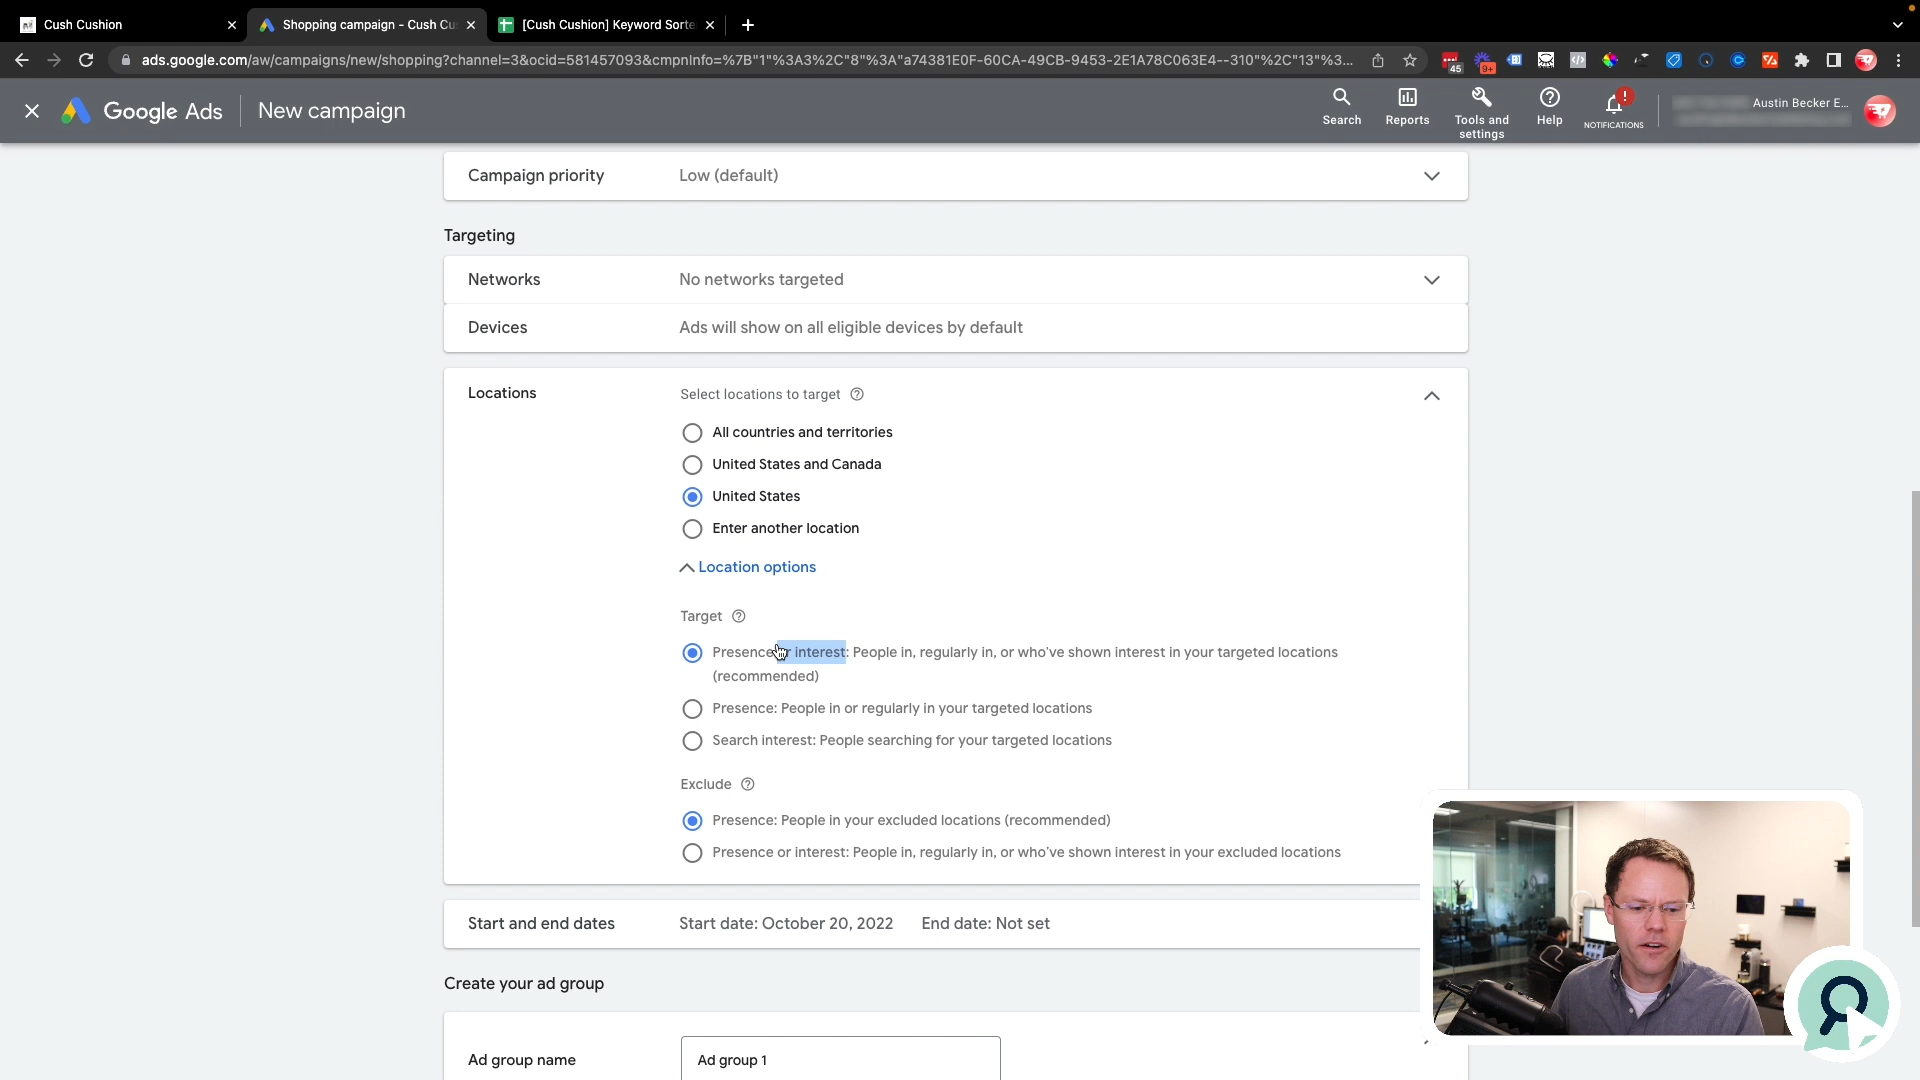 Cush Cushion
Shopping campaign - Cush Cu
[Cush Cushion] Keyword Sorte
ads.google.com/aw/campaigns/new/shopping?channel=3&ocid=581457093&cmpnInfo=%7B"1"%3A3%2C"8"%3A"a74381E0F-60CA-49CB-9453-2E1A78C063E4--310"%2C"13"%3...
45
9+
Google Ads
New campaign
Search
Reports
Tools and settings
Help
!
NOTIFICATIONS
Austin Becker E...
Campaign priority
Low (default)
Targeting
Networks
No networks targeted
Devices
Ads will show on all eligible devices by default
Locations
Select locations to target
All countries and territories
United States and Canada
United States
Enter another location
Location options
Target
Presence or interest: People in, regularly in, or who've shown interest in your targeted locations
(recommended)
Presence: People in or regularly in your targeted locations
Search interest: People searching for your targeted locations
Exclude
Presence: People in your excluded locations (recommended)
Presence or interest: People in, regularly in, or who've shown interest in your excluded locations
Start and end dates
Start date: October 20, 2022
End date: Not set
Create your ad group
Ad group name
Ad group 1